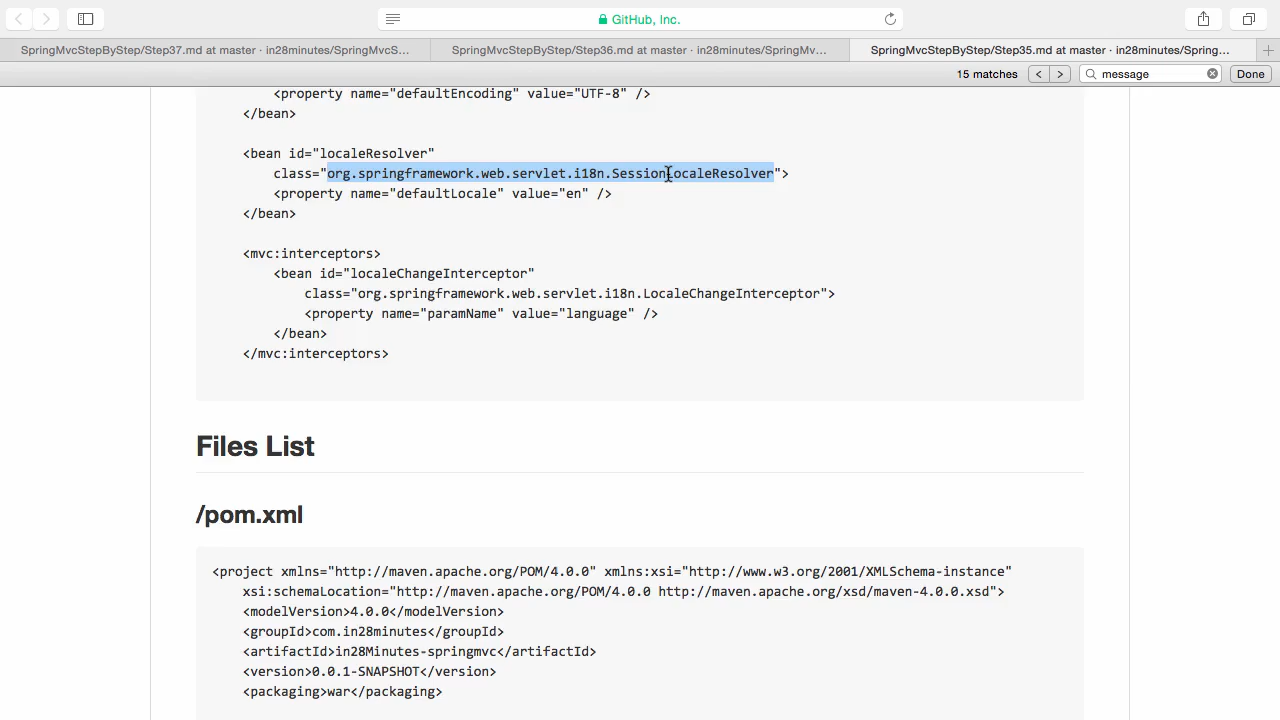 GitHub, Inc.
SpringMvcStepByStep/Step37.md at master · in28minutes/SpringMvcS...
SpringMvcStepByStep/Step36.md at master · in28minutes/SpringMv...
SpringMvcStepByStep/Step35.md at master · in28minutes/Spring...
15 matches
message
Done
<property name="defaultEncoding" value="UTF-8" />
</bean>
<bean id="localeResolver"
class="org.springframework.web.servlet.i18n.SessionLocaleResolver">
<property name="defaultLocale" value="en" />
</bean>
<mvc:interceptors>
<bean id="localeChangeInterceptor"
class="org.springframework.web.servlet.i18n.LocaleChangeInterceptor">
<property name="paramName" value="language" />
</bean>
</mvc:interceptors>
Files List
/pom.xml
<project xmlns="http://maven.apache.org/POM/4.0.0" xmlns:xsi="http://www.w3.org/2001/XMLSchema-instance"
xsi:schemaLocation="http://maven.apache.org/POM/4.0.0 http://maven.apache.org/xsd/maven-4.0.0.xsd">
<modelVersion>4.0.0</modelVersion>
<groupId>com.in28minutes</groupId>
<artifactId>in28Minutes-springmvc</artifactId>
<version>0.0.1-SNAPSHOT</version>
<packaging>war</packaging>